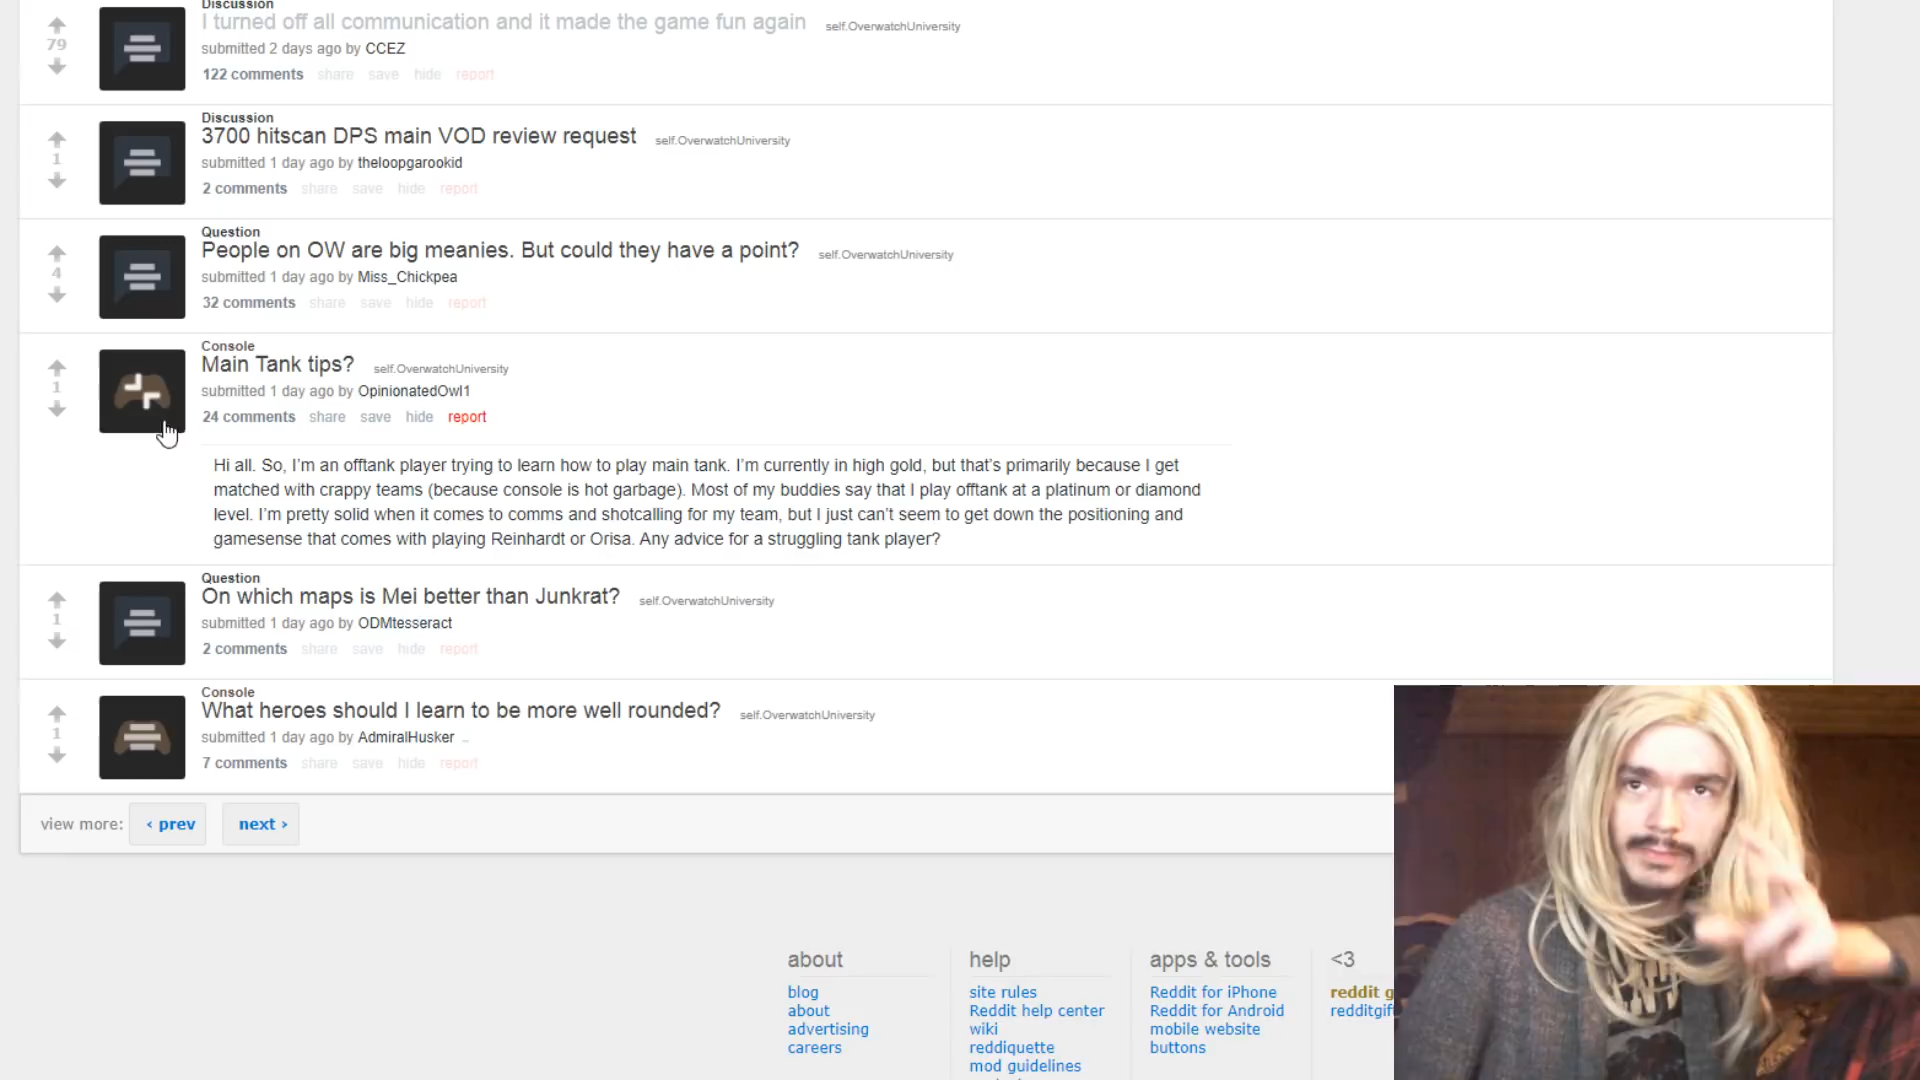 Discussion
I turned off all communication and it made the game fun again self.OverwatchUniversity
79
submitted 2 days ago by CCEZ
122 comments share save hide report
Discussion
3700 hitscan DPS main VOD review request self.OverwatchUniversity
1
submitted 1 day ago by theloopgarookid
2 comments share save hide report
Question
People on OW are big meanies. But could they have a point? self.OverwatchUniversity
4
submitted 1 day ago by Miss_Chickpea
32 comments share save hide report
Console
Main Tank tips? self.OverwatchUniversity
1
submitted 1 day ago by OpinionatedOwl1
24 comments share save hide report
Hi all. So, I'm an offtank player trying to learn how to play main tank. I'm currently in high gold, but that's primarily because I get
matched with crappy teams (because console is hot garbage). Most of my buddies say that I play offtank at a platinum or diamond
level. I'm pretty solid when it comes to comms and shotcalling for my team, but I just can't seem to get down the positioning and
gamesense that comes with playing Reinhardt or Orisa. Any advice for a struggling tank player?
Question
On which maps is Mei better than Junkrat? self.OverwatchUniversity
1
submitted 1 day ago by ODMtesseract
2 comments share save hide report
Console
What heroes should I learn to be more well rounded? self.OverwatchUniversity
1
submitted 1 day ago by AdmiralHusker
7 comments share save hide report
view more: ‹ prev next ›
about help apps & tools <3
blog site rules Reddit for iPhone reddit g
about Reddit help center Reddit for Android redditgif
advertising wiki mobile website
careers reddiquette buttons
mod guidelines